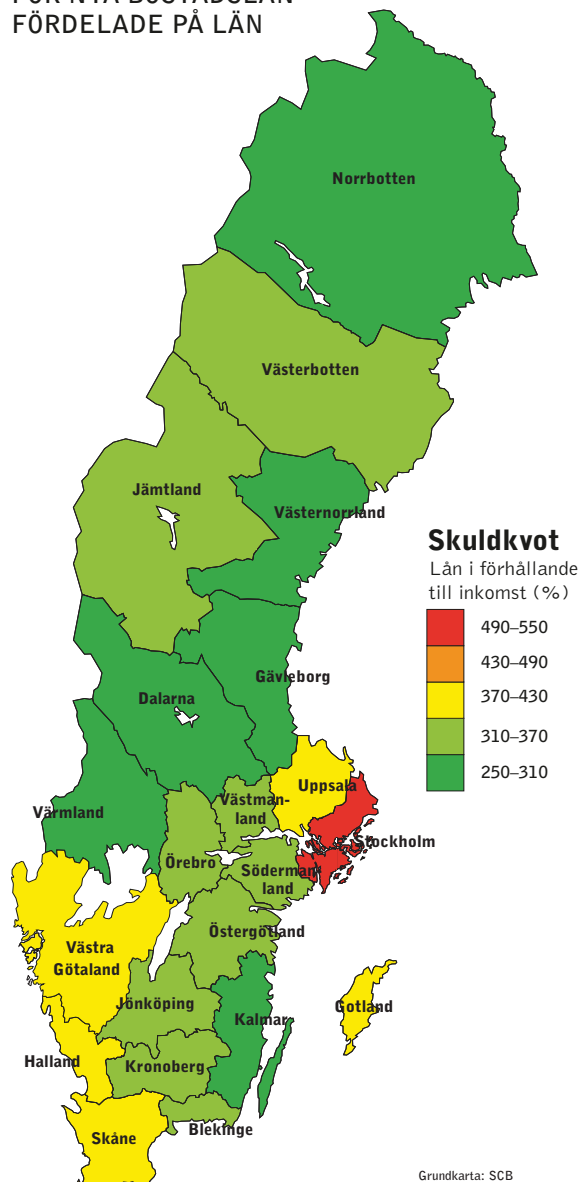 FÖRDELADE PÅ LÄN
Norrbotten
Västerbotten
Jämtland
Västernorrland
Skuldkvot
Lån i förhållande
till inkomst (%)
490–550
430–490
370–430
310–370
250–310
Gävleborg
Dalarna
Uppsala
Västman-
land
Värmland
Stockholm
Örebro
Söderman-
land
Östergötland
Västra
Götaland
Jönköping
Kalmar
Gotland
Halland
Kronoberg
Blekinge
Skåne
Grundkarta: SCB